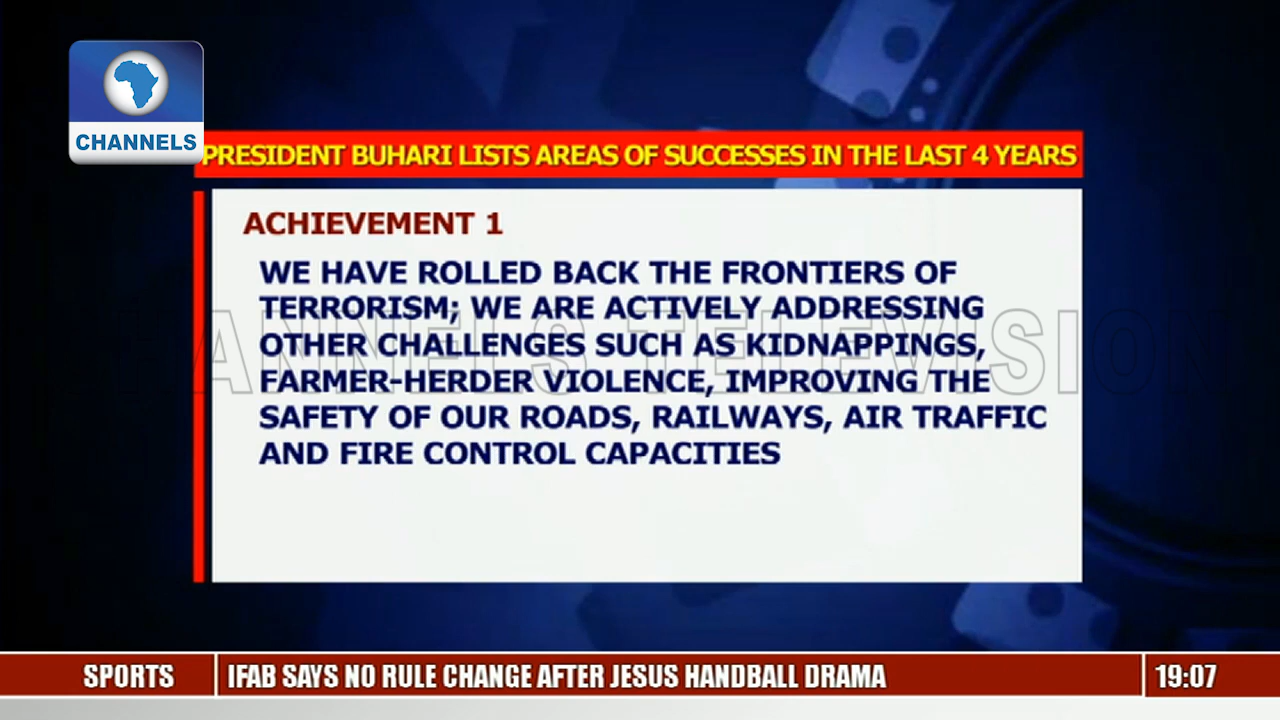 CHANNELS
PRESIDENT BUHARI LISTS AREAS OF SUCCESSES IN THE LAST 4 YEARS
ACHIEVEMENT 1
WE HAVE ROLLED BACK THE FRONTIERS OF
TERRORISM; WE ARE ACTIVELY ADDRESSING
OTHER CHALLENGES SUCH AS KIDNAPPINGS,
FARMER-HERDER VIOLENCE, IMPROVING THE
SAFETY OF OUR ROADS, RAILWAYS, AIR TRAFFIC
AND FIRE CONTROL CAPACITIES
CHANNELS TELEVISION
SPORTS
IFAB SAYS NO RULE CHANGE AFTER JESUS HANDBALL DRAMA
19:07